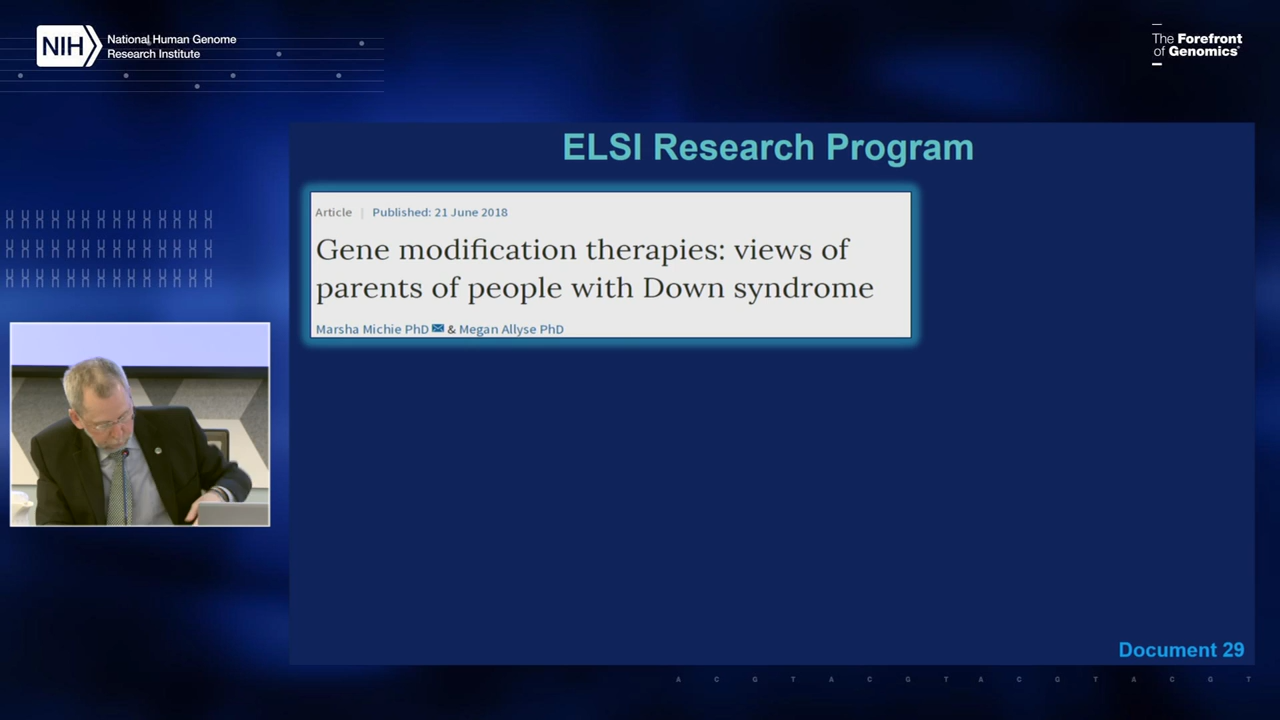 NIH
National Human Genome
Research Institute
The Forefront
of Genomics®
ELSI Research Program
Article | Published: 21 June 2018
Gene modification therapies: views of
parents of people with Down syndrome
Marsha Michie PhD & Megan Allyse PhD
Document 29
A C G T A C G T A C G T A C G T